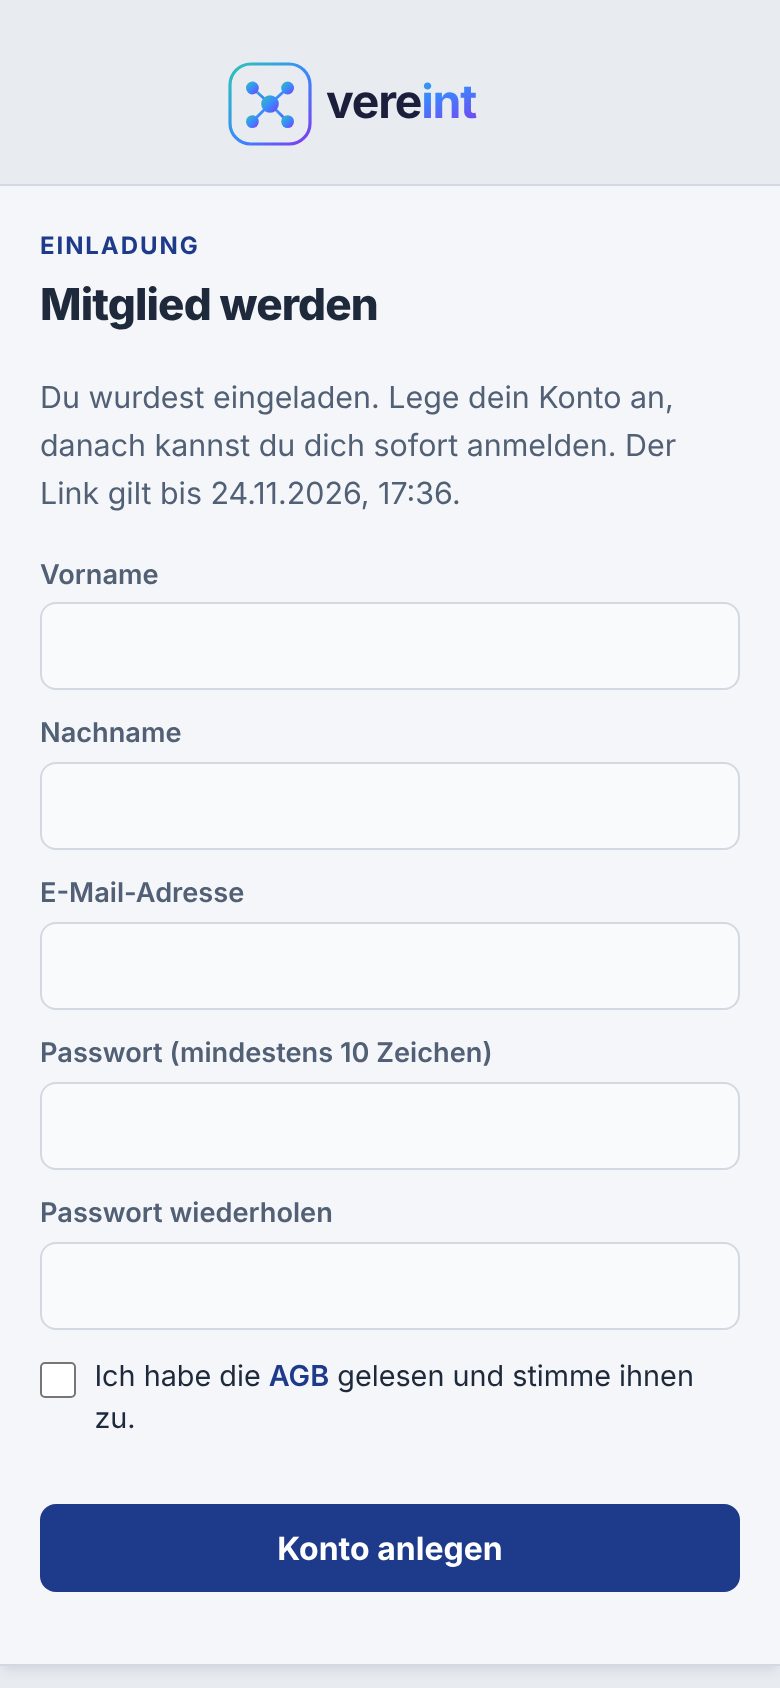 vereint
EINLADUNG
Mitglied werden
Du wurdest eingeladen. Lege dein Konto an,
danach kannst du dich sofort anmelden. Der
Link gilt bis 24.11.2026, 17:36.
Vorname
Nachname
E-Mail-Adresse
Passwort (mindestens 10 Zeichen)
Passwort wiederholen
Ich habe die AGB gelesen und stimme ihnen
zu.
Konto anlegen